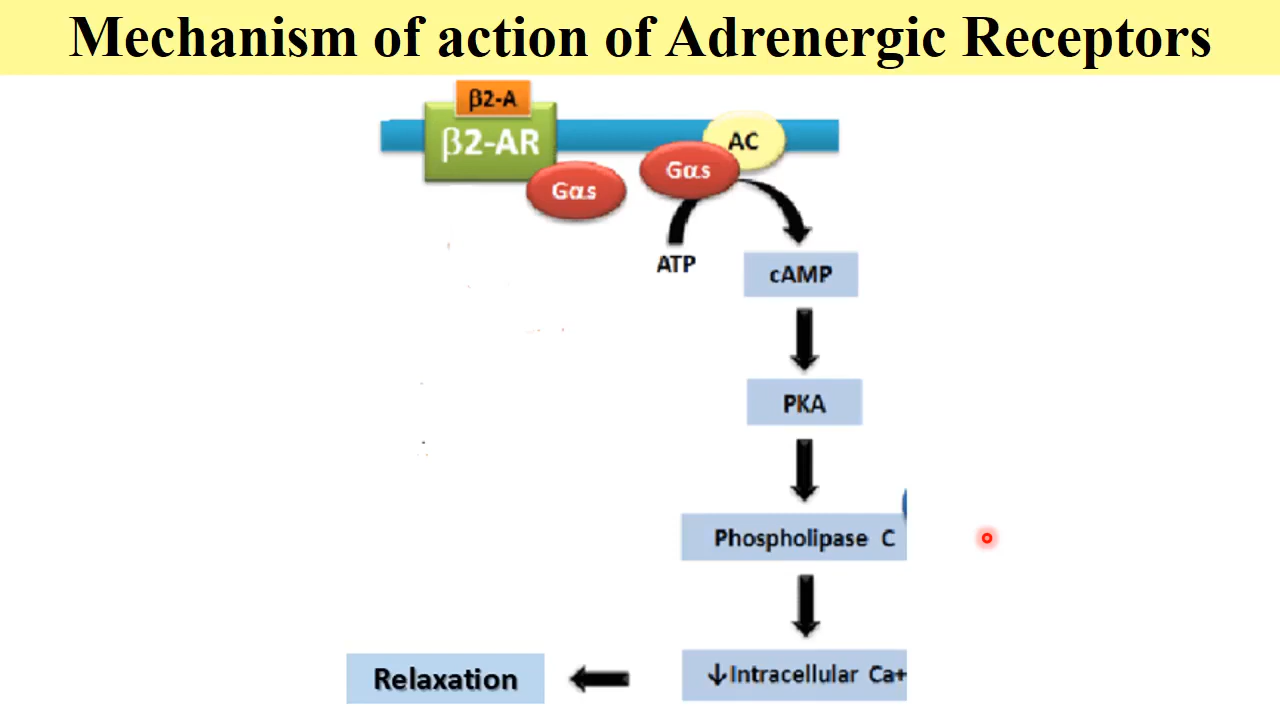 Mechanism of action of Adrenergic Receptors
β2-A
β2-AR
AC
Gαs
Gαs
ATP
cAMP
PKA
Phospholipase C
↓Intracellular Ca+
Relaxation